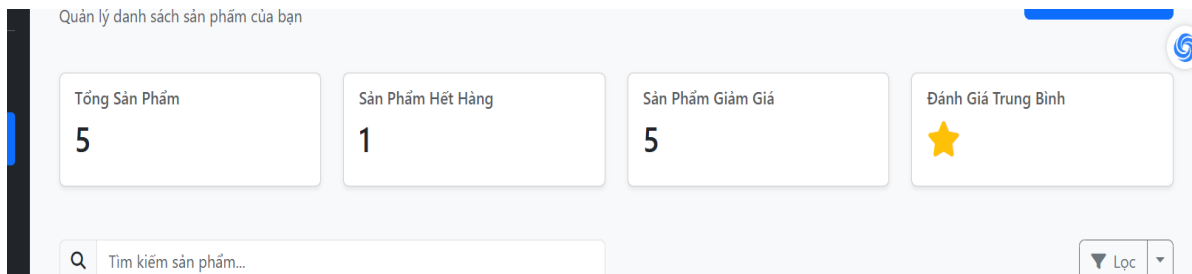 Quản lý danh sách sản phẩm của bạn
Tổng Sản Phẩm
5
Sản Phẩm Hết Hàng
1
Sản Phẩm Giảm Giá
5
Đánh Giá Trung Bình
Tìm kiếm sản phẩm...
Lọc